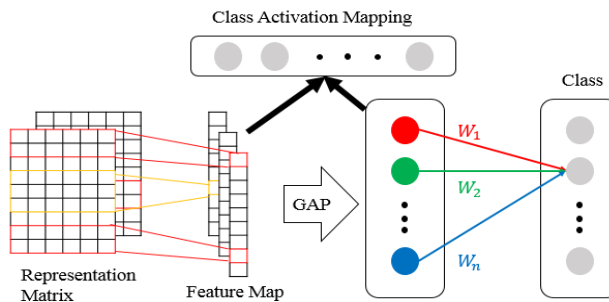 Class Activation Mapping
Class
W₁
W₂
GAP
Wₙ
Representation
Matrix
Feature Map